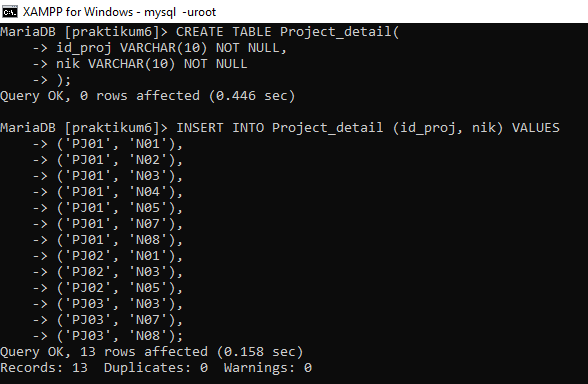 XAMPP for Windows - mysql -uroot
MariaDB [praktikum6]> CREATE TABLE Project_detail(
    -> id_proj VARCHAR(10) NOT NULL,
    -> nik VARCHAR(10) NOT NULL
    -> );
Query OK, 0 rows affected (0.446 sec)

MariaDB [praktikum6]> INSERT INTO Project_detail (id_proj, nik) VALUES
    -> ('PJ01', 'N01'),
    -> ('PJ01', 'N02'),
    -> ('PJ01', 'N03'),
    -> ('PJ01', 'N04'),
    -> ('PJ01', 'N05'),
    -> ('PJ01', 'N07'),
    -> ('PJ01', 'N08'),
    -> ('PJ02', 'N01'),
    -> ('PJ02', 'N03'),
    -> ('PJ02', 'N05'),
    -> ('PJ03', 'N03'),
    -> ('PJ03', 'N07'),
    -> ('PJ03', 'N08');
Query OK, 13 rows affected (0.158 sec)
Records: 13  Duplicates: 0  Warnings: 0